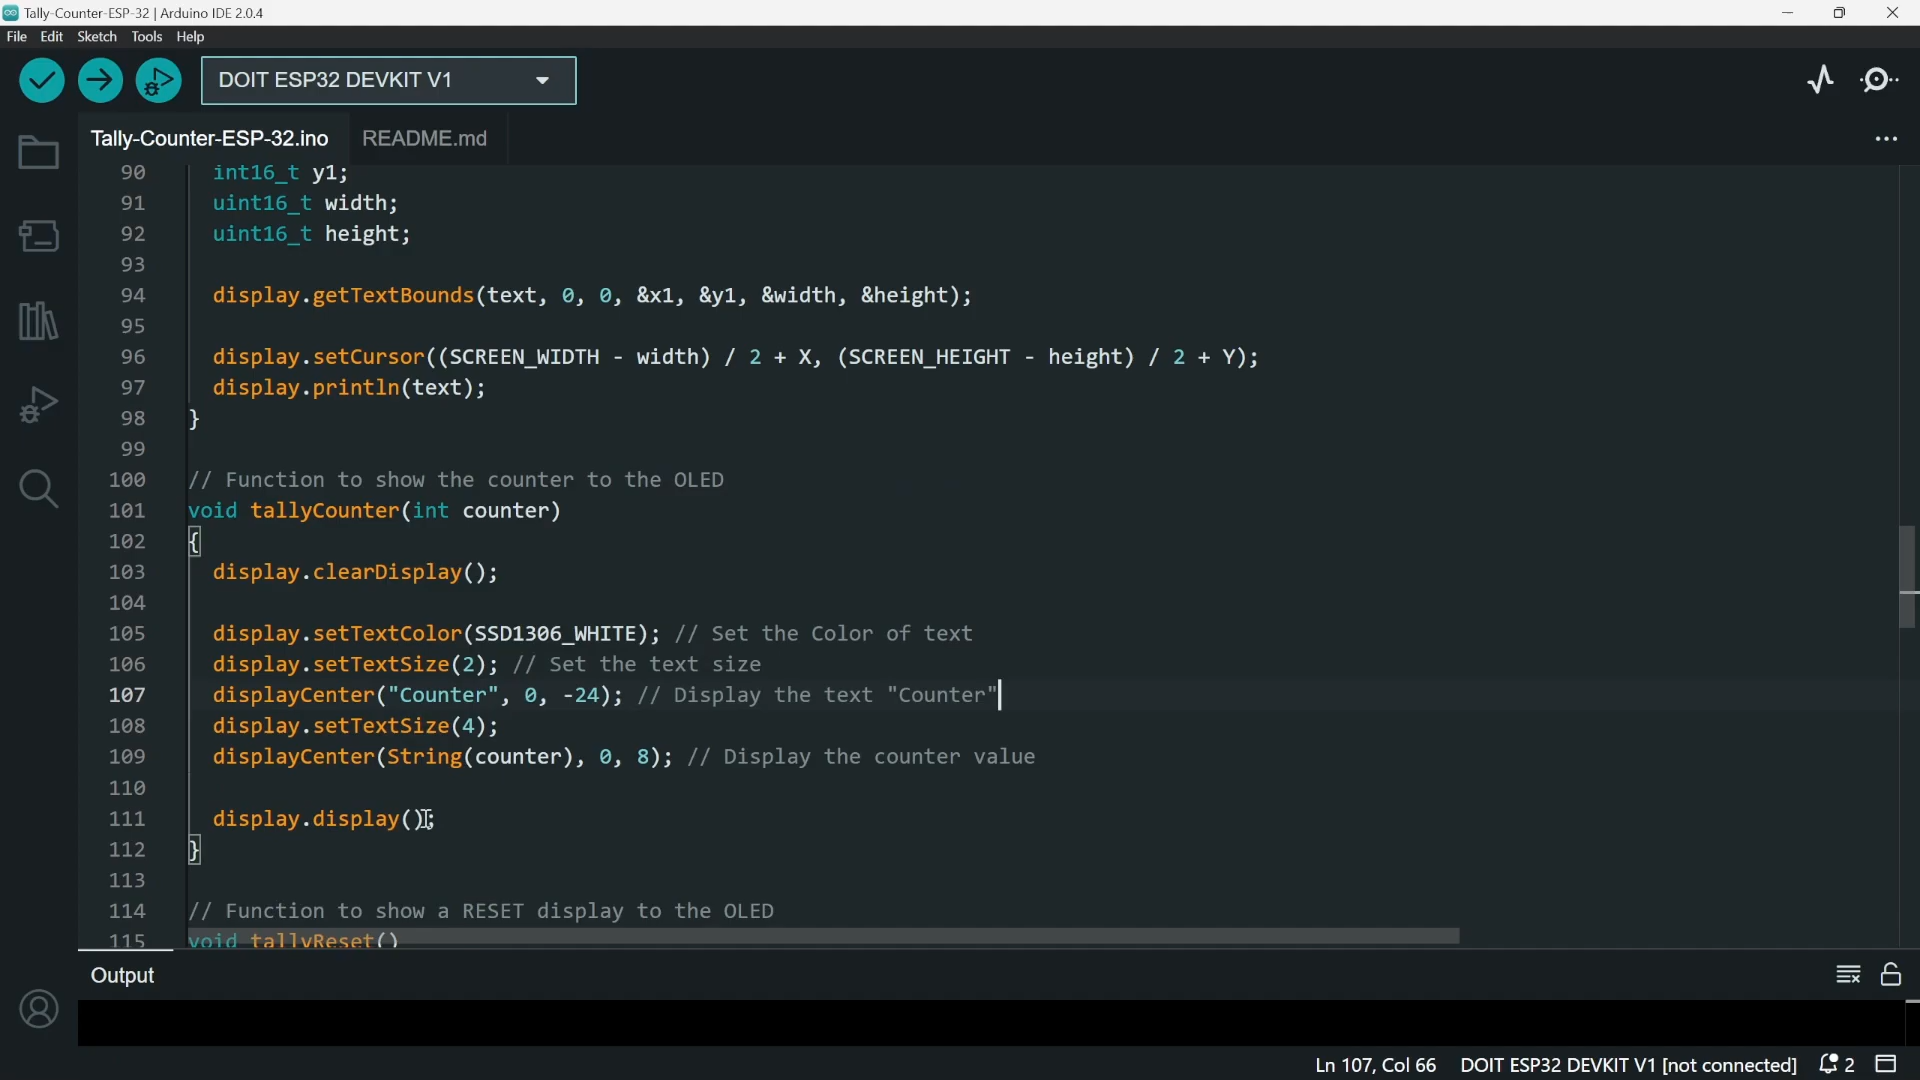 Tally-Counter-ESP-32 | Arduino IDE 2.0.4
File Edit Sketch Tools Help
DOIT ESP32 DEVKIT V1
Tally-Counter-ESP-32.ino README.md
90 int16_t y1;
91 uint16_t width;
92 uint16_t height;
93
94 display.getTextBounds(text, 0, 0, &x1, &y1, &width, &height);
95
96 display.setCursor((SCREEN_WIDTH - width) / 2 + X, (SCREEN_HEIGHT - height) / 2 + Y);
97 display.println(text);
98 }
99
100 // Function to show the counter to the OLED
101 void tallyCounter(int counter)
102 {
103 display.clearDisplay();
104
105 display.setTextColor(SSD1306_WHITE); // Set the Color of text
106 display.setTextSize(2); // Set the text size
107 displayCenter("Counter", 0, -24); // Display the text "Counter"
108 display.setTextSize(4);
109 displayCenter(String(counter), 0, 8); // Display the counter value
110
111 display.display();
112 }
113
114 // Function to show a RESET display to the OLED
115 void tallyReset()
Output
Ln 107, Col 66 DOIT ESP32 DEVKIT V1 [not connected] 2